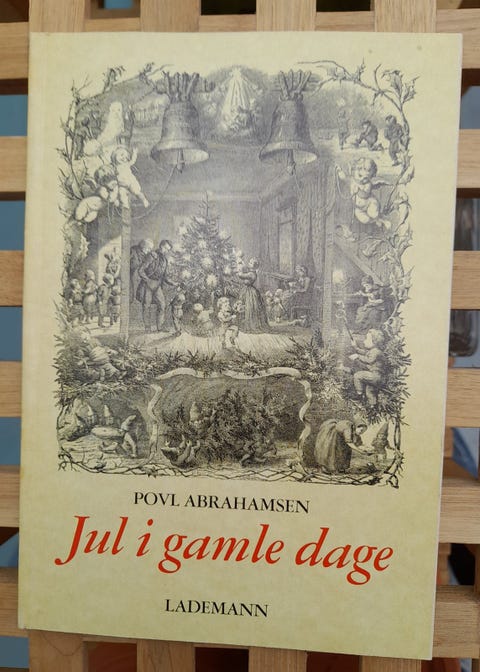 POVL ABRAHAMSEN
Jul i gamle dage
LADEMANN